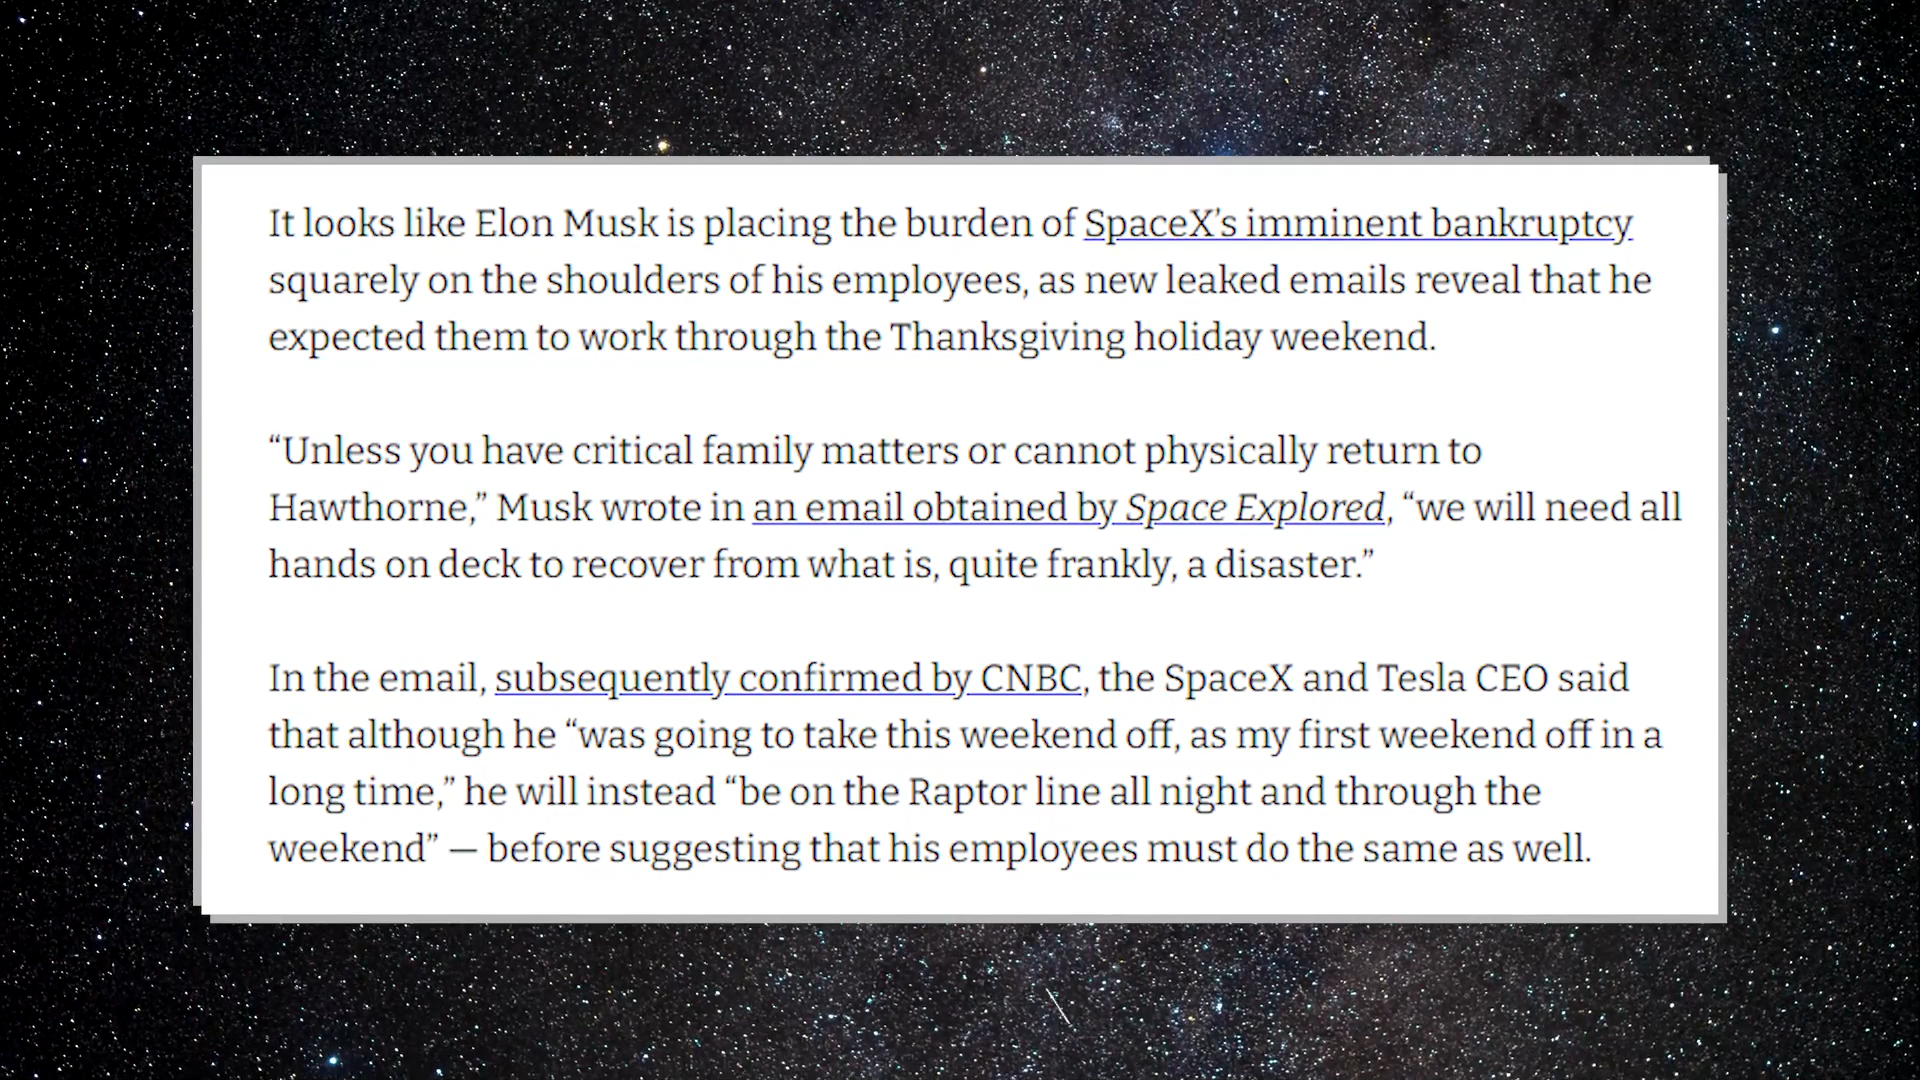 It looks like Elon Musk is placing the burden of SpaceX’s imminent bankruptcy
squarely on the shoulders of his employees, as new leaked emails reveal that he
expected them to work through the Thanksgiving holiday weekend.
“Unless you have critical family matters or cannot physically return to
Hawthorne,” Musk wrote in an email obtained by Space Explored, “we will need all
hands on deck to recover from what is, quite frankly, a disaster.”
In the email, subsequently confirmed by CNBC, the SpaceX and Tesla CEO said
that although he “was going to take this weekend off, as my first weekend off in a
long time,” he will instead “be on the Raptor line all night and through the
weekend” — before suggesting that his employees must do the same as well.